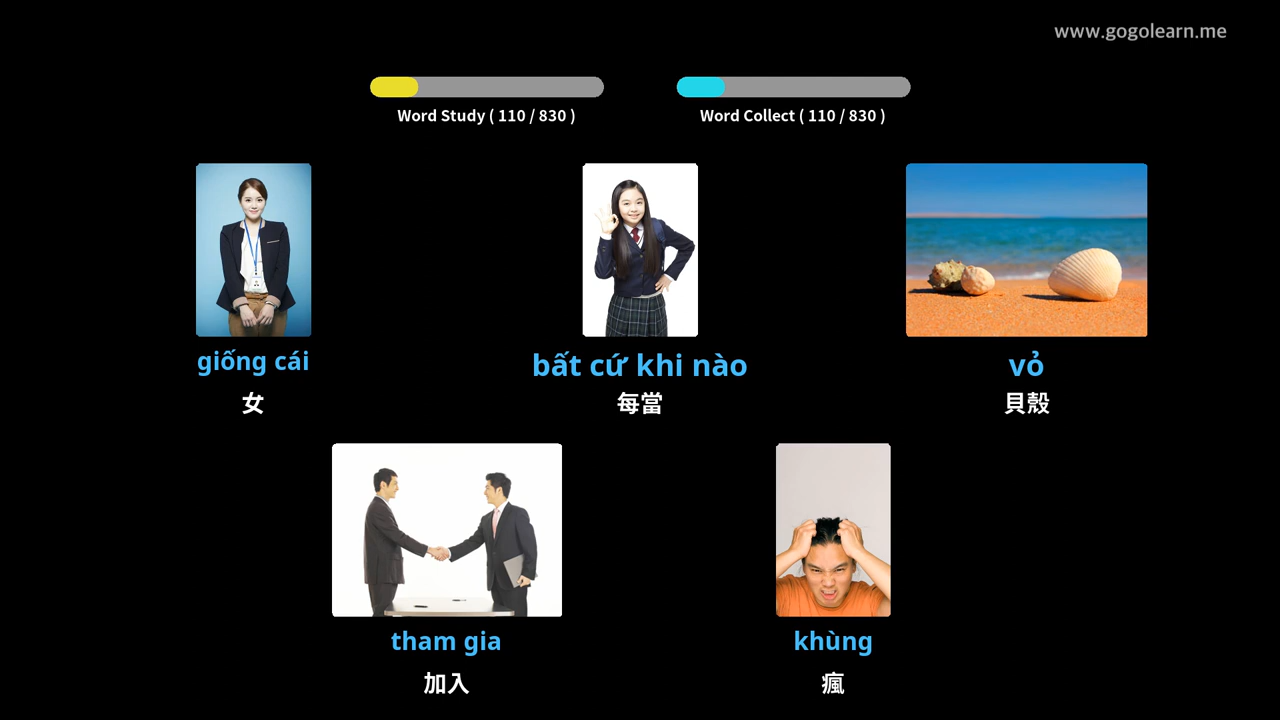 www.gogolearn.me
Word Study ( 110 / 830 )
Word Collect ( 110 / 830 )
giống cái
女
bất cứ khi nào
每當
vỏ
貝殼
tham gia
加入
khùng
瘋